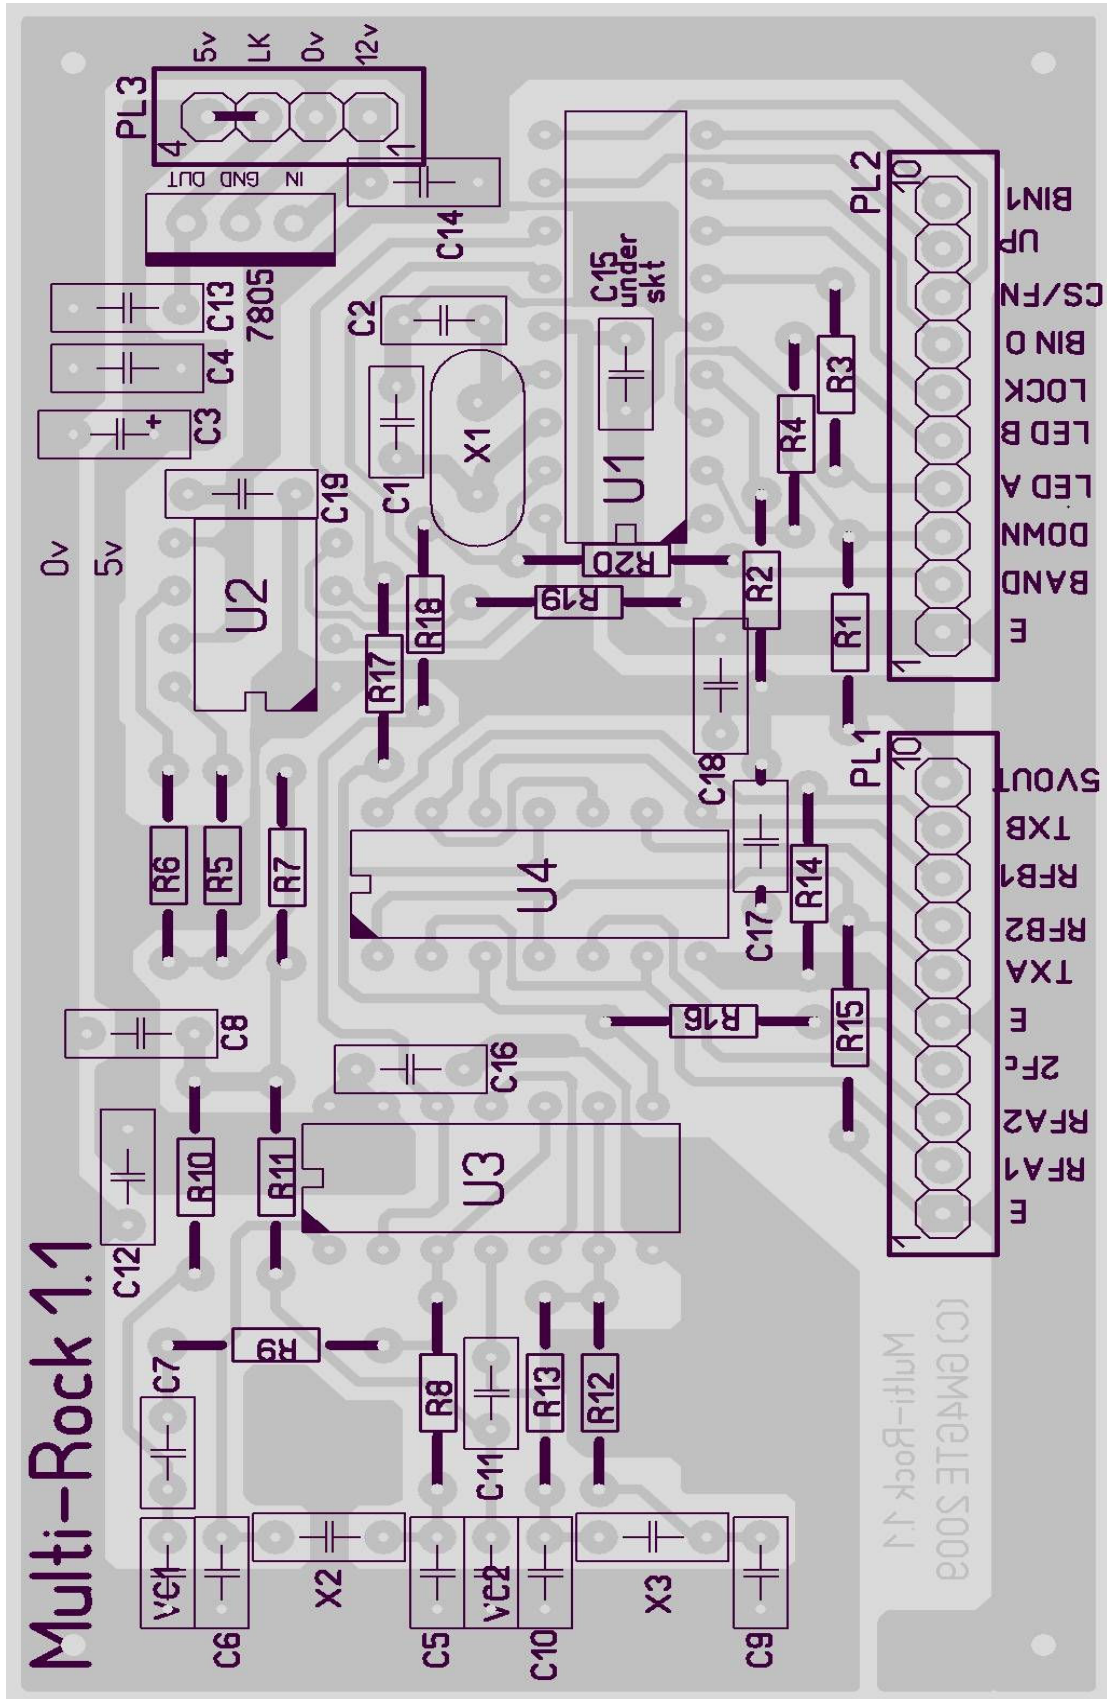 5v
LK
0v
12v
PL3
4
1
OUT
GND
IN
C14
7805
C13
C4
C3
+
C2
C1
X1
C15
under
skt
U1
PL2
10
BIN1
UP
CS/FN
BIN 0
LOCK
LED B
LED A
DOWN
BAND
E
1
R3
R4
C19
0v
5v
U2
R18
R17
R20
R19
R2
R1
C18
PL1
10
5VOUT
TXB
RFB1
RFB2
TXA
E
2Fc
RFA2
RFA1
E
1
R6
R5
R7
U4
C17
R14
R16
R15
C8
C16
R10
R11
U3
C12
Multi-Rock 1.1
R9
C7
R8
C11
R13
R12
VC1
C6
X2
C5
VC2
C10
X3
C9
(C) GW4GTE 2009
Multi-Rock 1.1